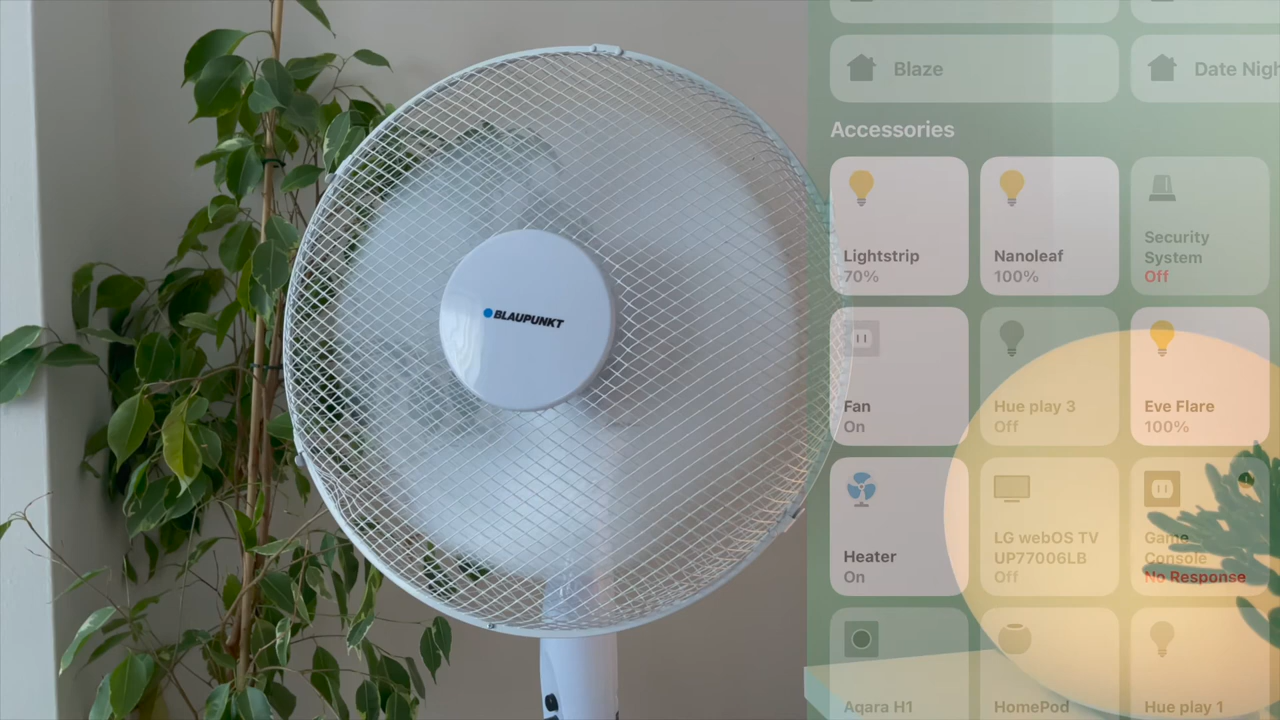 Blaze
Date Nigh
Accessories
Lightstrip
70%
Nanoleaf
100%
Security
System
Off
BLAUPUNKT
Fan
On
Hue play 3
Off
Eve Flare
100%
Heater
On
LG webOS TV
UP77006LB
Off
Game
Console
No Response
Aqara H1
HomePod
Hue play 1